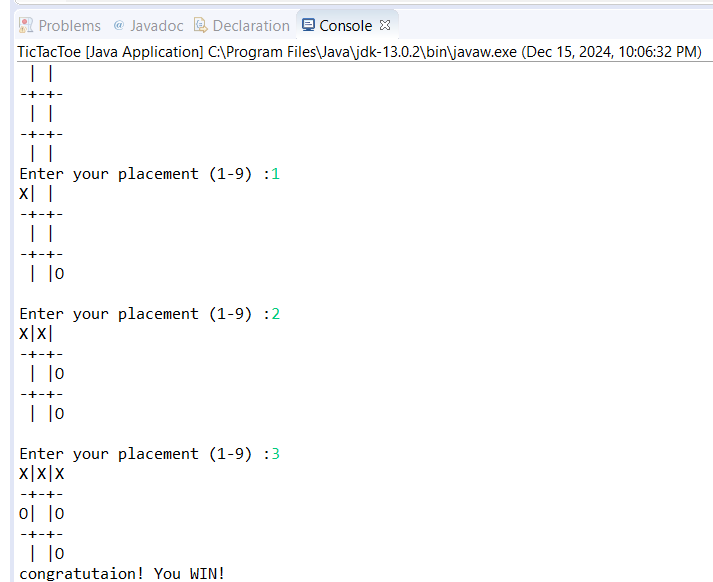 Problems @ Javadoc Declaration Console
TicTacToe [Java Application] C:\Program Files\Java\jdk-13.0.2\bin\javaw.exe (Dec 15, 2024, 10:06:32 PM)
 | |
-+-+-
 | |
-+-+-
 | |
Enter your placement (1-9) :1
X| |
-+-+-
 | |
-+-+-
 | |O
Enter your placement (1-9) :2
X|X|
-+-+-
 | |O
-+-+-
 | |O
Enter your placement (1-9) :3
X|X|X
-+-+-
O| |O
-+-+-
 | |O
congratutaion! You WIN!